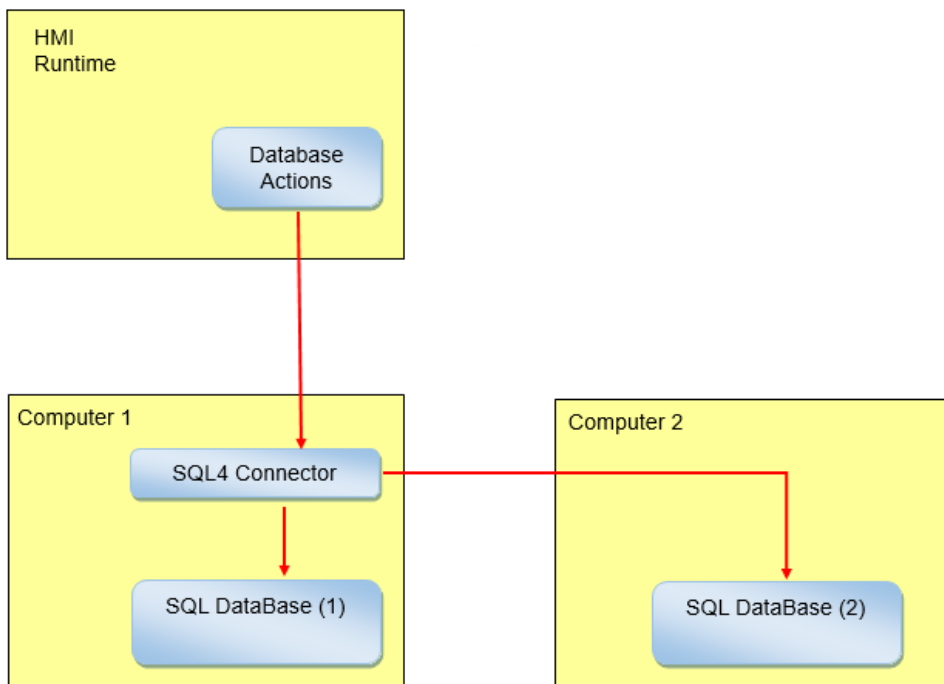 HMI
Runtime
Database
Actions
Computer 1
SQL4 Connector
SQL DataBase (1)
Computer 2
SQL DataBase (2)